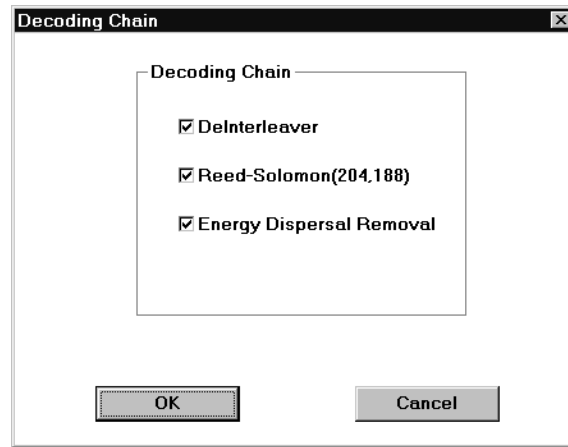 Decoding Chain
Decoding Chain
DeInterleaver
Reed-Solomon(204,188)
Energy Dispersal Removal
OK Cancel